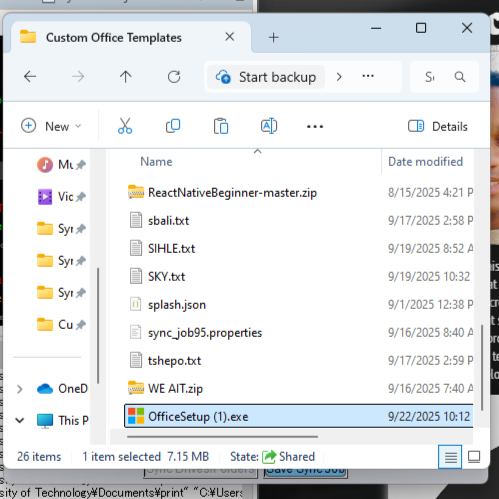 Custom Office Templates
Start backup
New
Details
Name
Date modified
Mu
Vic
Syn
Syn
Syn
Cu
OneD
This P
ReactNativeBeginner-master.zip 8/15/2025 4:21 P
sbali.txt 9/17/2025 2:58 P
SIHLE.txt 9/19/2025 8:52 A
SKY.txt 9/19/2025 10:32
splash.json 9/1/2025 12:38 P
sync_job95.properties 9/16/2025 8:40 A
tshepo.txt 9/17/2025 2:59 P
WE AIT.zip 9/16/2025 7:40 A
OfficeSetup (1).exe 9/22/2025 10:12
26 items 1 item selected 7.15 MB State: Shared
Save Sync Job
sity of Technology¥Documents¥print" "C:¥Users